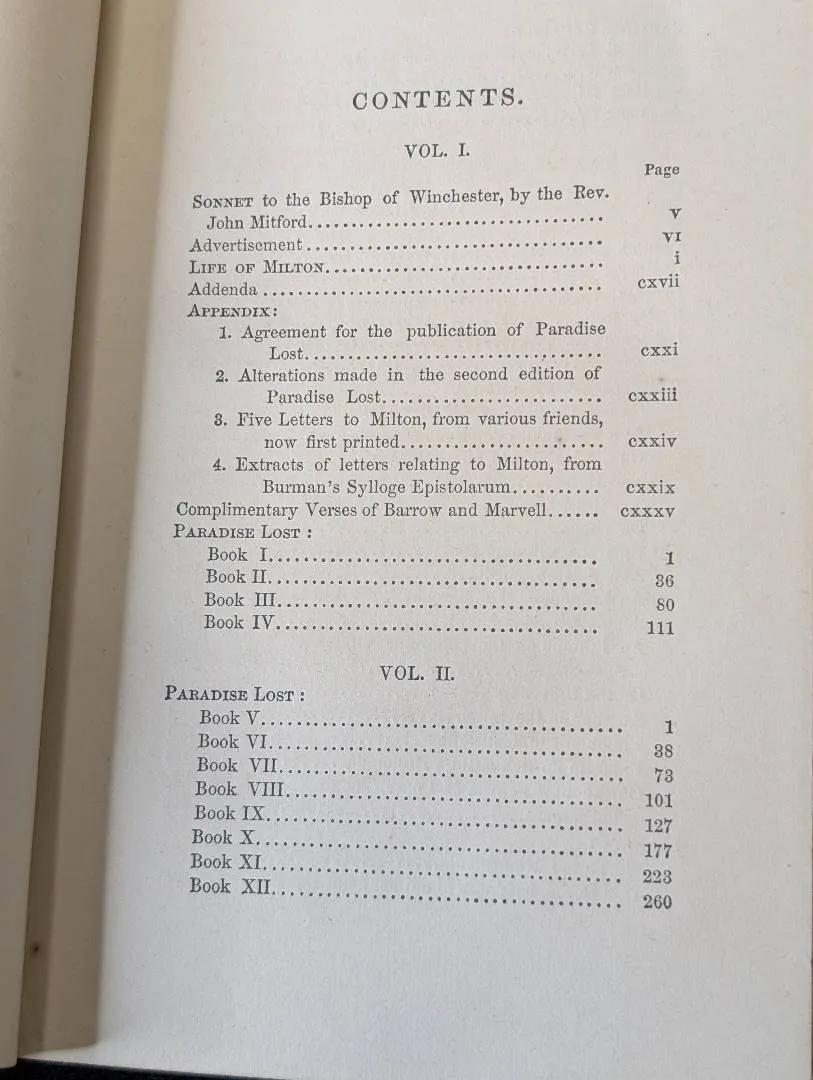 CONTENTS.
VOL. I.
Page
SONNET to the Bishop of Winchester, by the Rev.
John Mitford.................................. V
Advertisement.................................. VI
LIFE OF MILTON.................................. i
Addenda.................................. cxvii
APPENDIX:
1. Agreement for the publication of Paradise
Lost.................................. cxxi
2. Alterations made in the second edition of
Paradise Lost.......................... cxxiii
3. Five Letters to Milton, from various friends,
now first printed....................... cxxiv
4. Extracts of letters relating to Milton, from
Burman's Sylloge Epistolarum.......... cxxix
Complimentary Verses of Barrow and Marvell...... cxxxv
PARADISE LOST:
Book I.................................. 1
Book II.................................. 36
Book III.................................. 80
Book IV.................................. 111
VOL. II.
PARADISE LOST:
Book V.................................. 1
Book VI.................................. 38
Book VII.................................. 73
Book VIII.................................. 101
Book IX.................................. 127
Book X.................................. 177
Book XI.................................. 223
Book XII.................................. 260